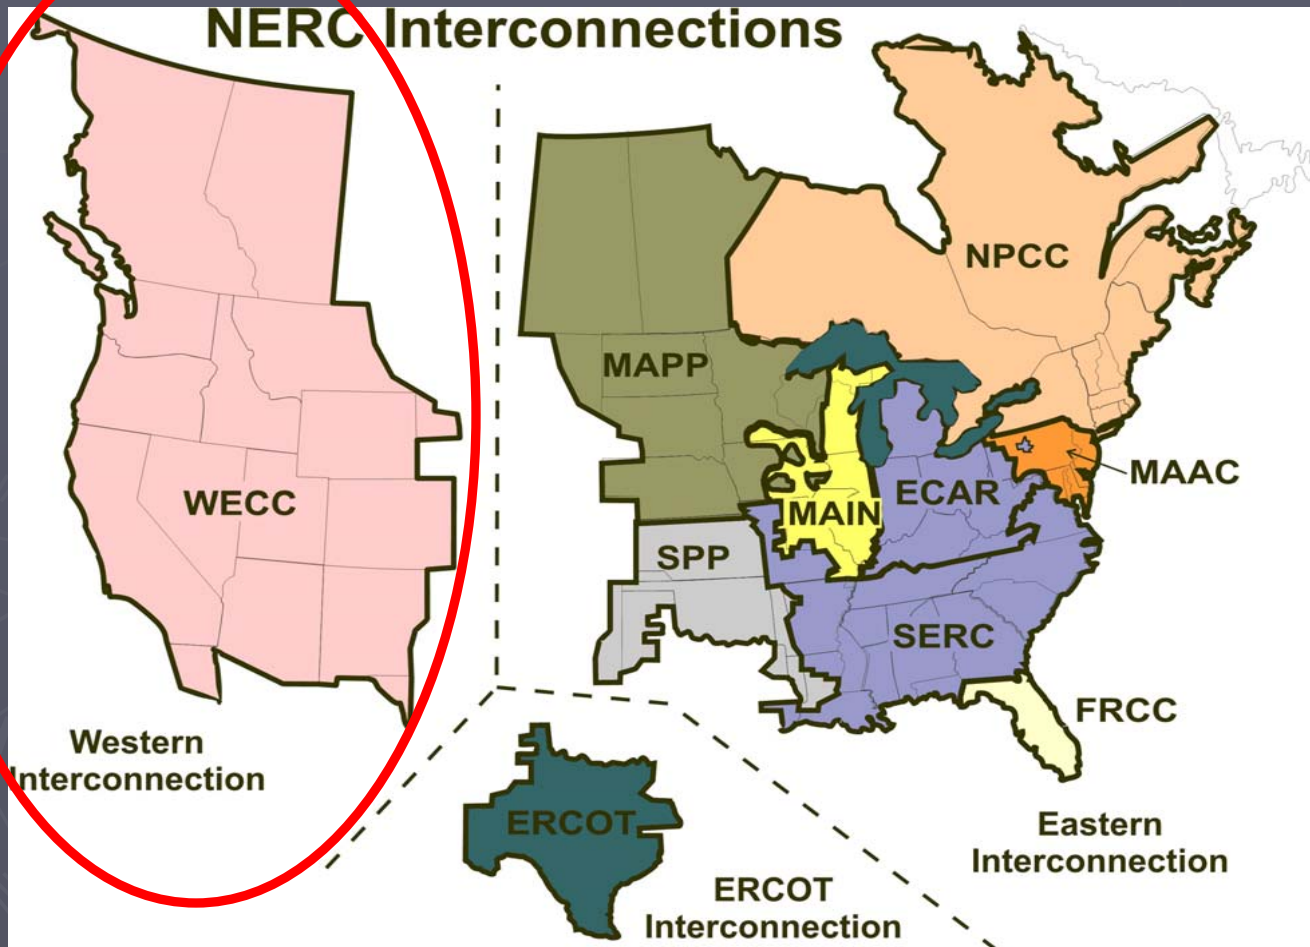 NERC Interconnections
NPCC
MAPP
MAAC
ECAR
WECC
MAIN
SPP
SERC
FRCC
Western
Interconnection
ERCOT
Eastern
Interconnection
ERCOT
Interconnection